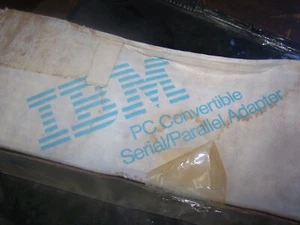 IBM
PC Convertible
Serial/Parallel Adapter